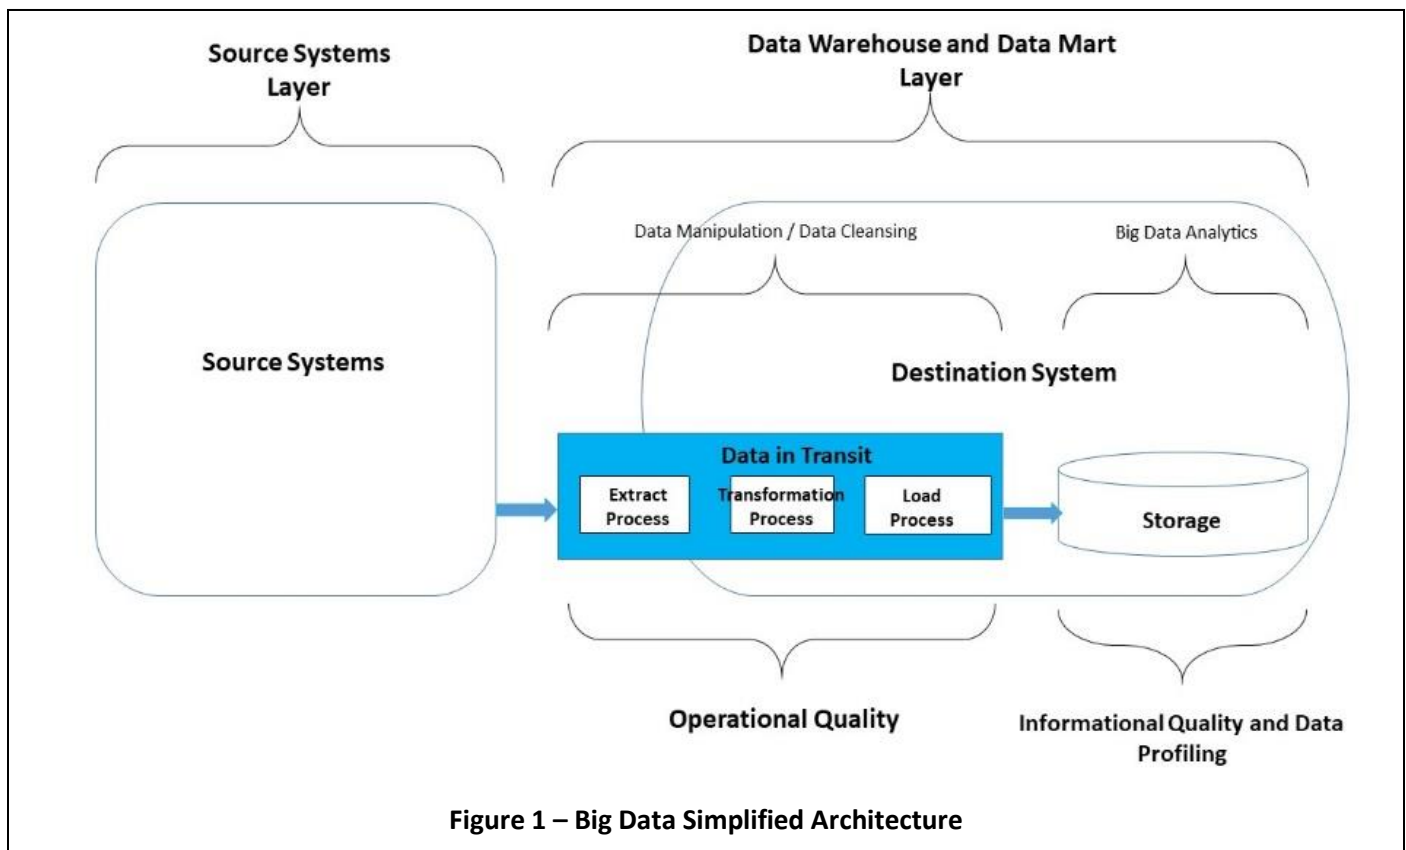 Source Systems
Layer
Data Warehouse and Data Mart
Layer
Data Manipulation / Data Cleansing
Big Data Analytics
Source Systems
Destination System
Data in Transit
Extract
Process
Transformation
Process
Load
Process
Storage
Operational Quality
Informational Quality and Data
Profiling
Figure 1 – Big Data Simplified Architecture